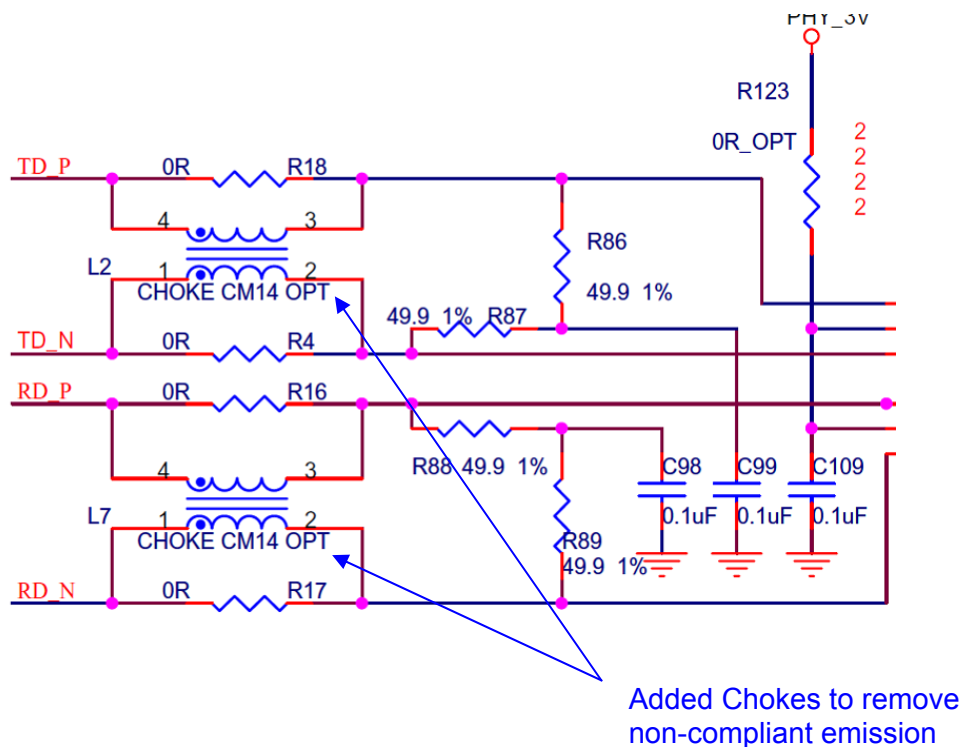 PHY_3V
R123
0R_OPT
2
2
2
2
TD_P
0R
R18
4
3
L2
1
2
CHOKE CM14 OPT
R86
49.9 1%
49.9 1%
R87
TD_N
0R
R4
RD_P
0R
R16
4
3
R88 49.9 1%
C98
C99
C109
L7
1
2
CHOKE CM14 OPT
0.1uF
0.1uF
0.1uF
R89
49.9 1%
RD_N
0R
R17
Added Chokes to remove
non-compliant emission